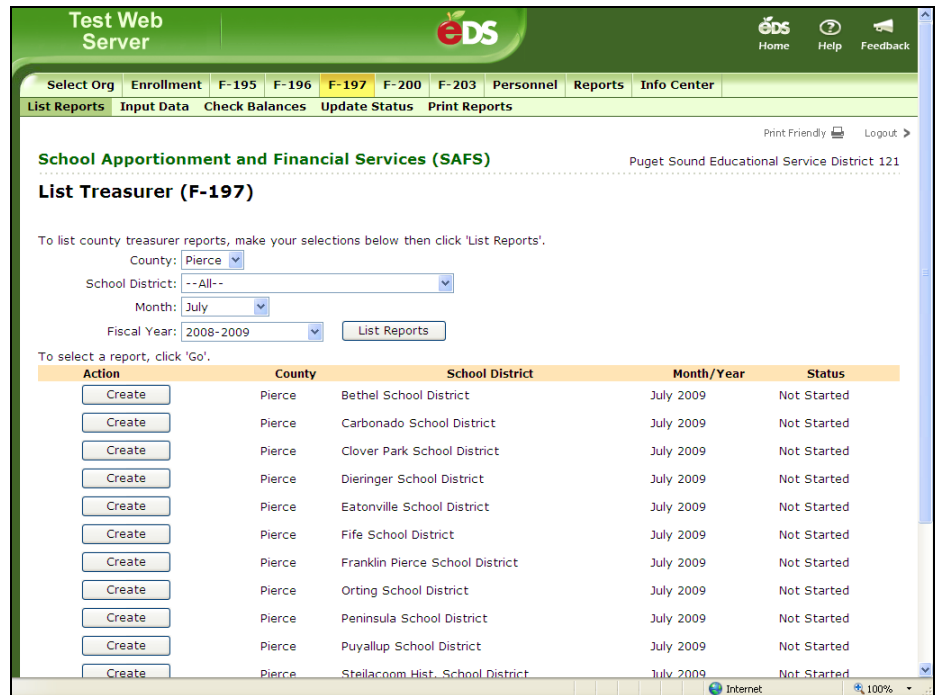 Test Web
Server
eDS
eDS
Home Help Feedback
Select Org Enrollment F-195 F-196 F-197 F-200 F-203 Personnel Reports Info Center
List Reports Input Data Check Balances Update Status Print Reports
Print Friendly Logout >
School Apportionment and Financial Services (SAFS) Puget Sound Educational Service District 121
List Treasurer (F-197)
To list county treasurer reports, make your selections below then click 'List Reports'.
County: Pierce
School District: --All--
Month: July
Fiscal Year: 2008-2009 List Reports
To select a report, click 'Go'.
Action County School District Month/Year Status
Create Pierce Bethel School District July 2009 Not Started
Create Pierce Carbonado School District July 2009 Not Started
Create Pierce Clover Park School District July 2009 Not Started
Create Pierce Dieringer School District July 2009 Not Started
Create Pierce Eatonville School District July 2009 Not Started
Create Pierce Fife School District July 2009 Not Started
Create Pierce Franklin Pierce School District July 2009 Not Started
Create Pierce Orting School District July 2009 Not Started
Create Pierce Peninsula School District July 2009 Not Started
Create Pierce Puyallup School District July 2009 Not Started
Create Pierce Steilacoom Hist. School District July 2009 Not Started
Internet 100%